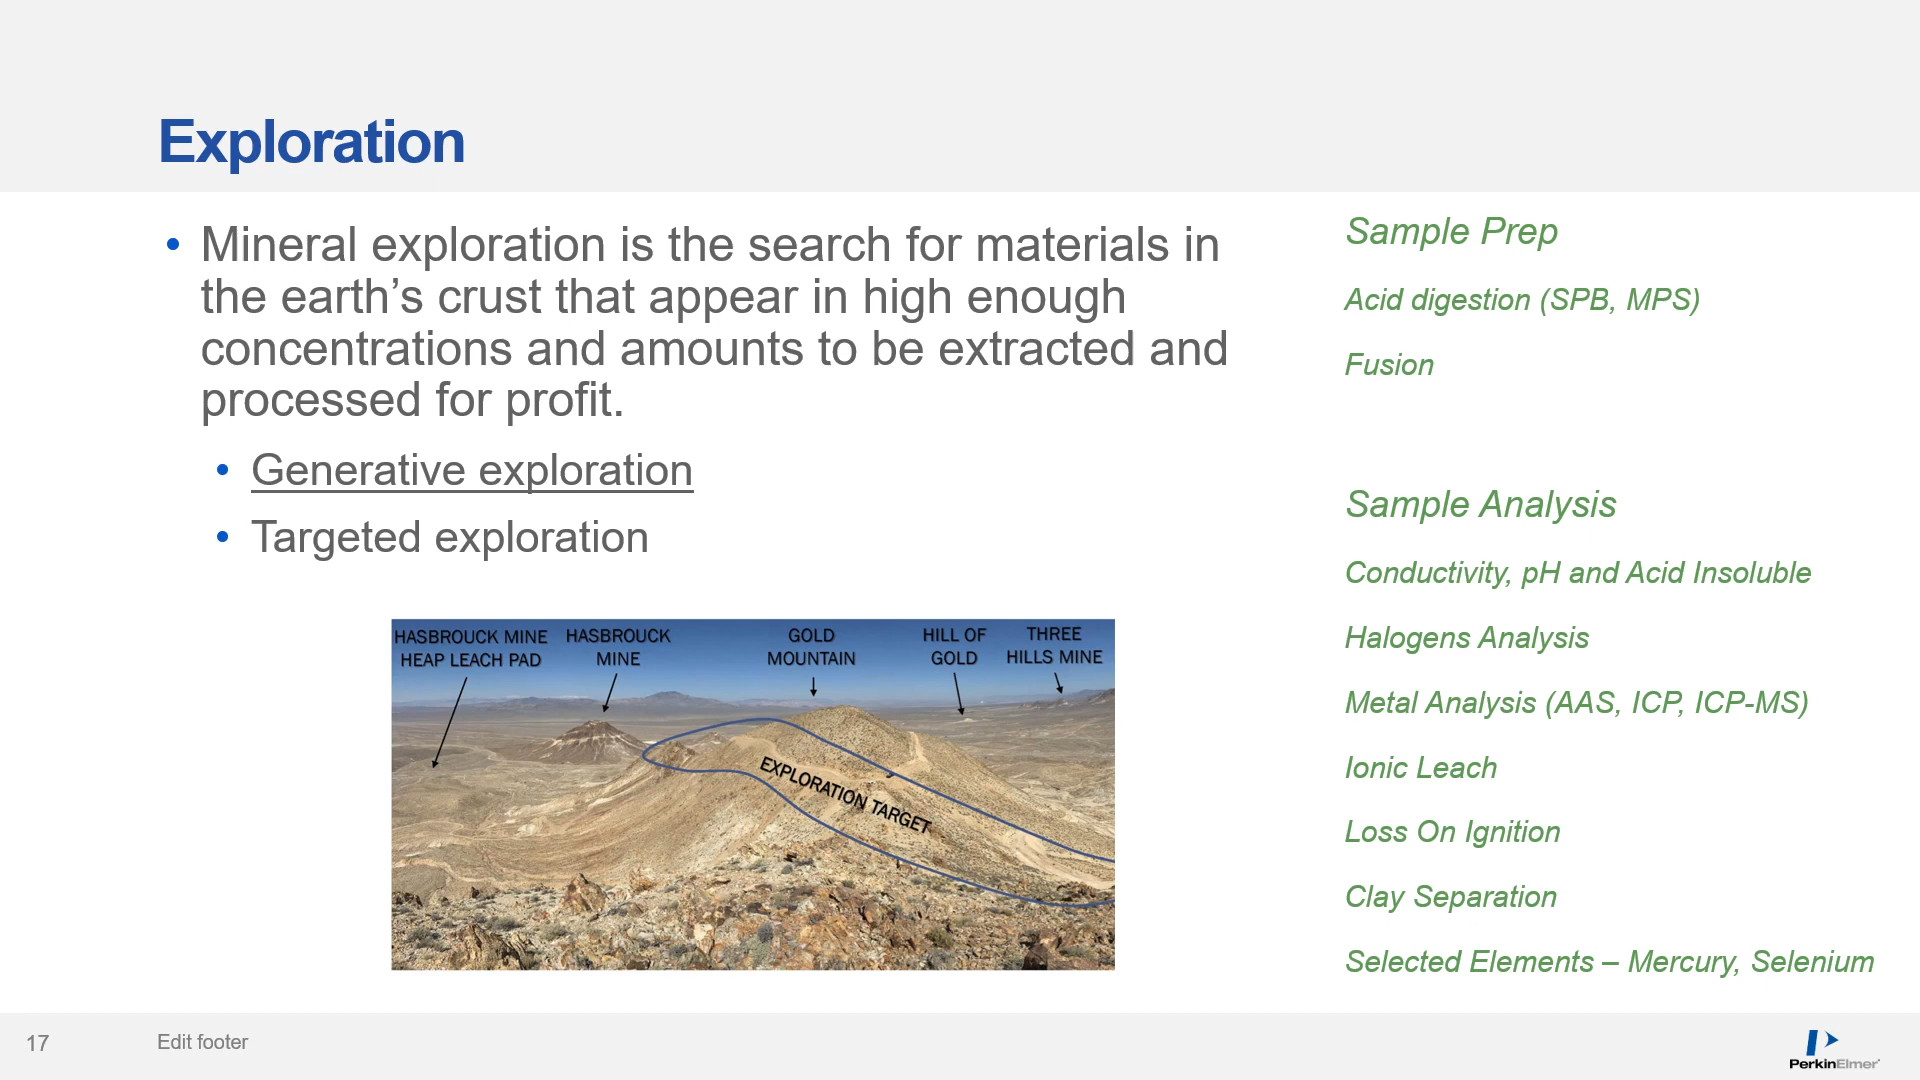 Exploration
• Mineral exploration is the search for materials in
the earth’s crust that appear in high enough
concentrations and amounts to be extracted and
processed for profit.
• Generative exploration
• Targeted exploration
HASBROUCK MINE
HEAP LEACH PAD
HASBROUCK
MINE
GOLD
MOUNTAIN
HILL OF
GOLD
THREE
HILLS MINE
EXPLORATION TARGET
Sample Prep
Acid digestion (SPB, MPS)
Fusion
Sample Analysis
Conductivity, pH and Acid Insoluble
Halogens Analysis
Metal Analysis (AAS, ICP, ICP-MS)
Ionic Leach
Loss On Ignition
Clay Separation
Selected Elements – Mercury, Selenium
17
Edit footer
PerkinElmer